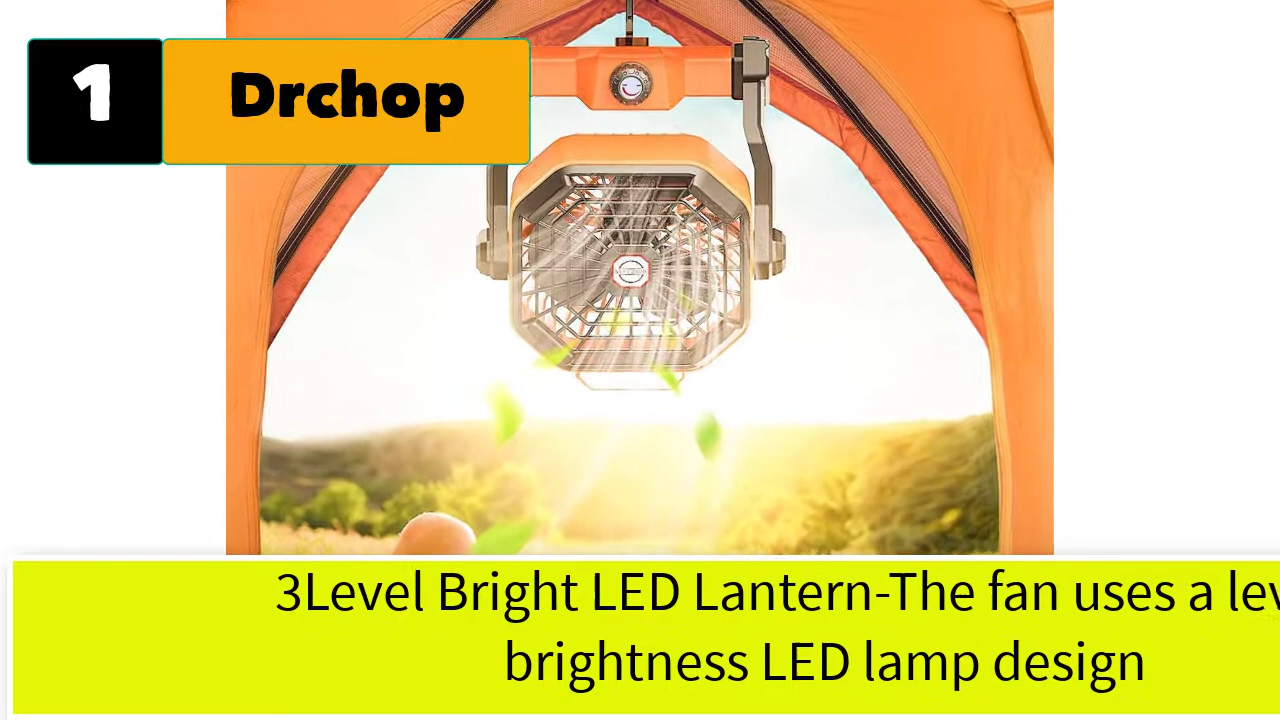 1
Drchop
3Level Bright LED Lantern-The fan uses a lev
brightness LED lamp design